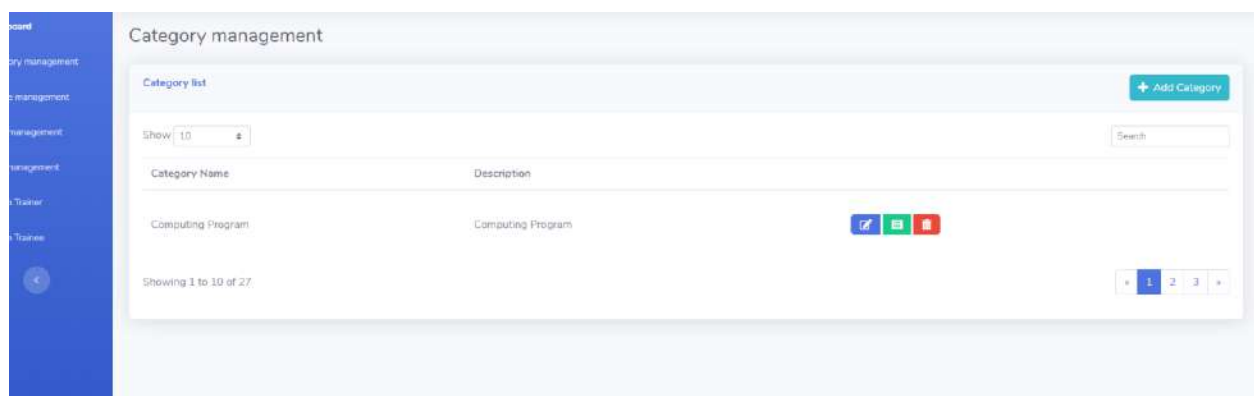 board
Category management
ory management
Category list
+ Add Category
e management
Show 10
Search
management
management
Category Name Description
Trainer
Computing Program Computing Program
Trainee
Showing 1 to 10 of 27
« 1 2 3 »